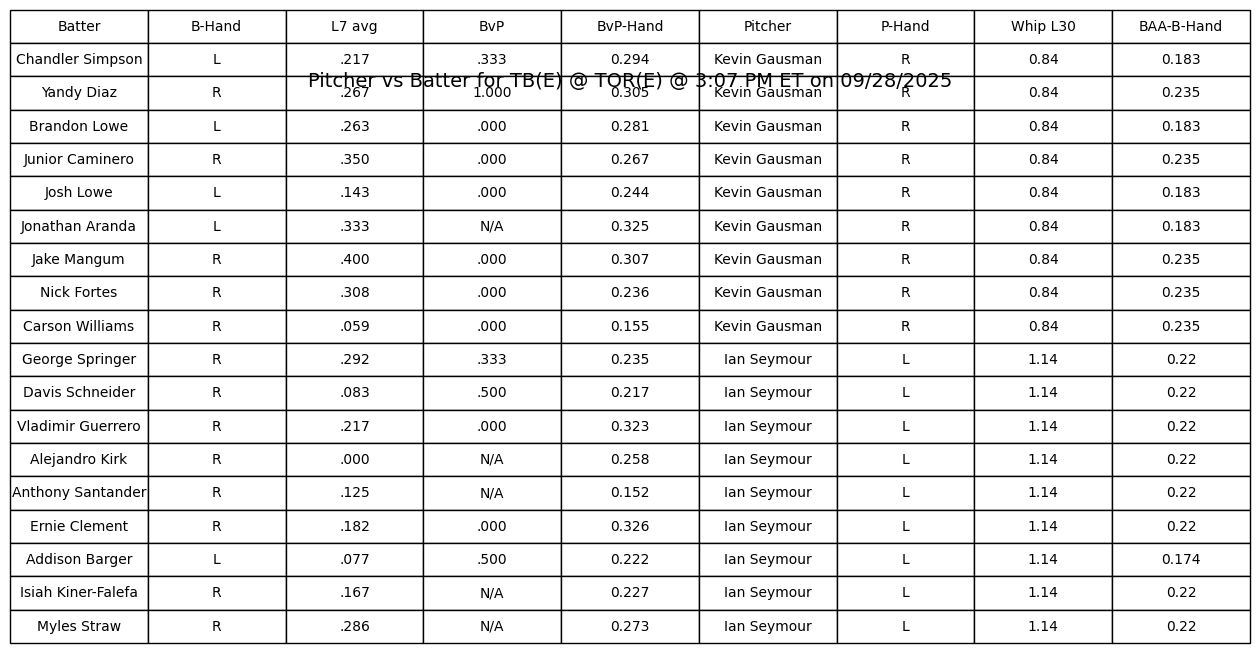 Batter B-Hand L7 avg BvP BvP-Hand Pitcher P-Hand Whip L30 BAA-B-Hand
Chandler Simpson L .217 .333 0.294 Kevin Gausman R 0.84 0.183
Pitcher vs Batter for TB(E) @ TOR(E) @ 3:07 PM ET on 09/28/2025
Yandy Diaz R .267 1.000 0.305 Kevin Gausman R 0.84 0.235
Brandon Lowe L .263 .000 0.281 Kevin Gausman R 0.84 0.183
Junior Caminero R .350 .000 0.267 Kevin Gausman R 0.84 0.235
Josh Lowe L .143 .000 0.244 Kevin Gausman R 0.84 0.183
Jonathan Aranda L .333 N/A 0.325 Kevin Gausman R 0.84 0.183
Jake Mangum R .400 .000 0.307 Kevin Gausman R 0.84 0.235
Nick Fortes R .308 .000 0.236 Kevin Gausman R 0.84 0.235
Carson Williams R .059 .000 0.155 Kevin Gausman R 0.84 0.235
George Springer R .292 .333 0.235 Ian Seymour L 1.14 0.22
Davis Schneider R .083 .500 0.217 Ian Seymour L 1.14 0.22
Vladimir Guerrero R .217 .000 0.323 Ian Seymour L 1.14 0.22
Alejandro Kirk R .000 N/A 0.258 Ian Seymour L 1.14 0.22
Anthony Santander R .125 N/A 0.152 Ian Seymour L 1.14 0.22
Ernie Clement R .182 .000 0.326 Ian Seymour L 1.14 0.22
Addison Barger L .077 .500 0.222 Ian Seymour L 1.14 0.174
Isiah Kiner-Falefa R .167 N/A 0.227 Ian Seymour L 1.14 0.22
Myles Straw R .286 N/A 0.273 Ian Seymour L 1.14 0.22